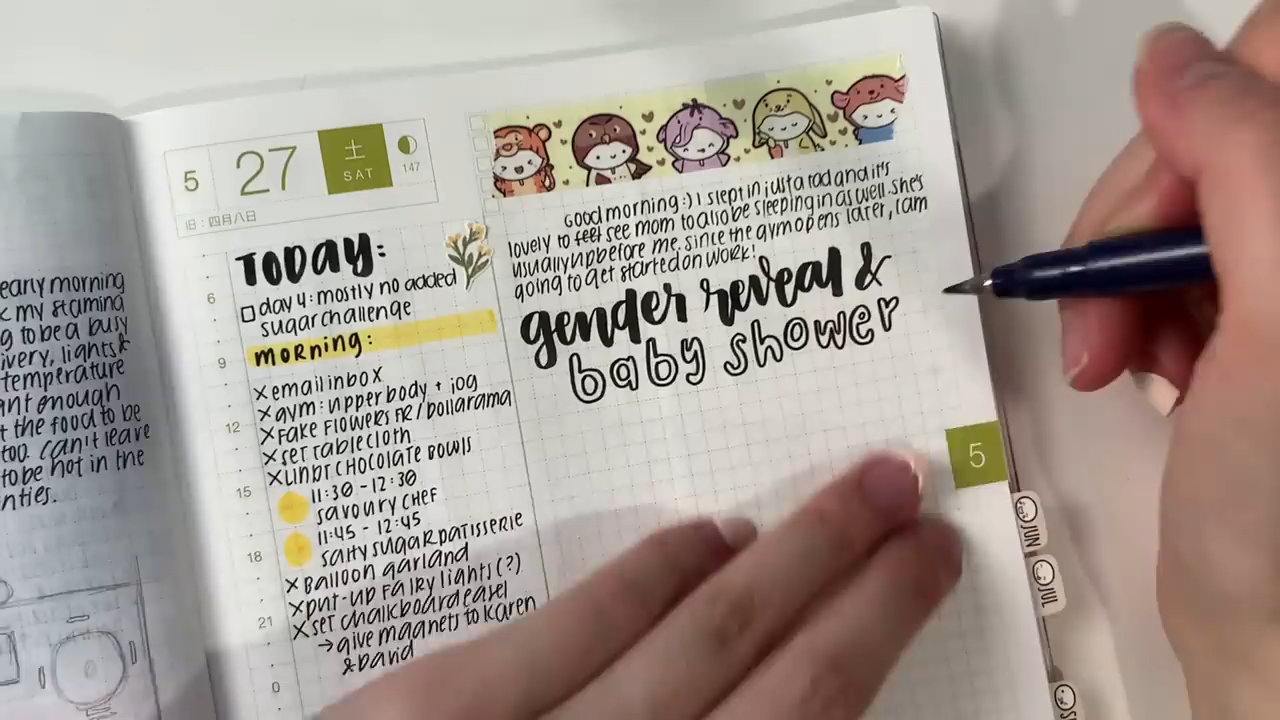 early morning
my stamina
g to be a busy
ivery, lights &
temperature
ant enough
t the food to be
too. can't leave
to be hot in the
nties.
5 27 土 SAT 147
旧：四月八日
TODAY:
day 4: mostly no added
sugar challenge
morning:
x email inbox
x gym: upper body + jog
x fake flowers fr / dollarama
x set tablecloth
x lindt chocolate bowls
11:30 - 12:30
savoury chef
11:45 - 12:45
salty sugar patisserie
x balloon garland
x put-up fairy lights (?)
x set chalkboard easel
→ give magnets to karen
& david
6
9
12
15
18
21
0
Good morning :) I slept in just a tad and it's
lovely to feel see mom to also be sleeping in as well. She's
usually up before me. since the gym opens later, I am
going to get started on work!
gender reveal &
baby shower
5
JUN
JUL